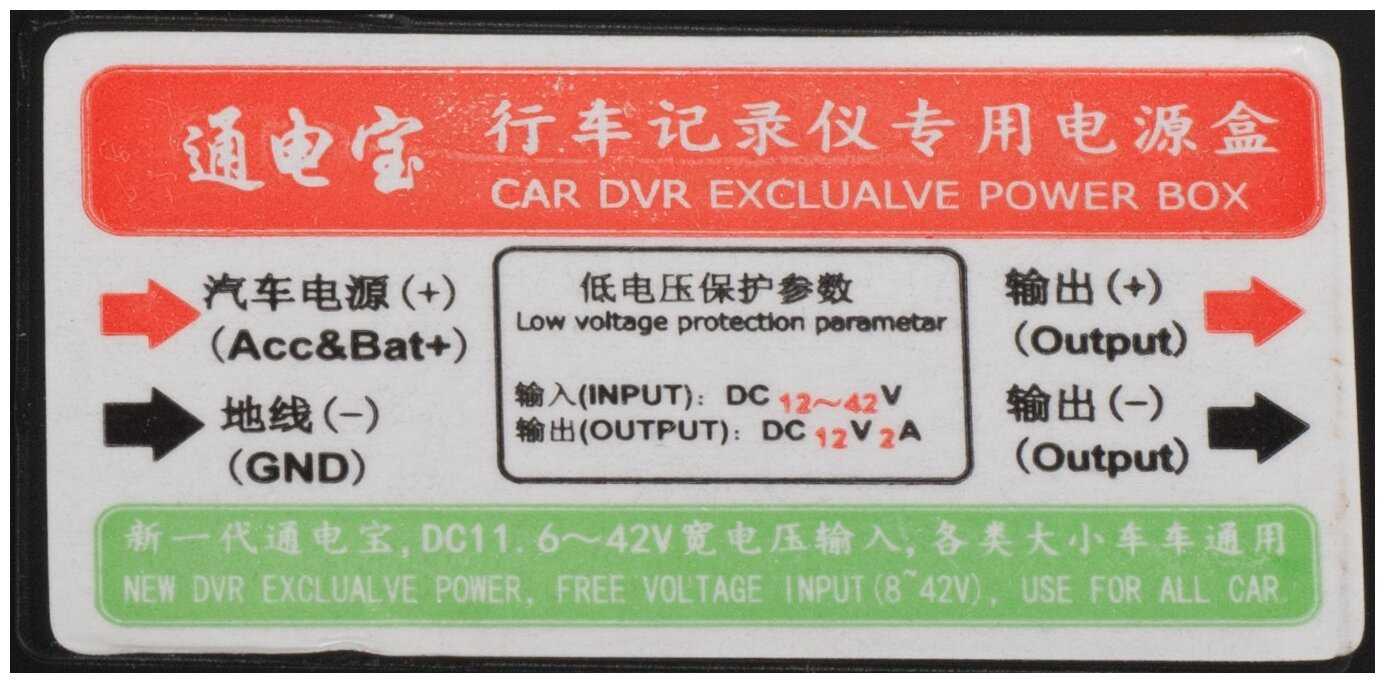 通电宝 行车记录仪专用电源盒
CAR DVR EXCLUALVE POWER BOX
汽车电源(+)
(Acc&Bat+)
地线(-)
(GND)
低电压保护参数
Low voltage protection parametar
输入(INPUT): DC 12～42V
输出(OUTPUT): DC 12V 2A
输出(+)
(Output)
输出(-)
(Output)
新一代通电宝,DC11.6～42V宽电压输入,各类大小车车通用
NEW DVR EXCLUALVE POWER, FREE VOLTAGE INPUT(8~42V), USE FOR ALL CAR